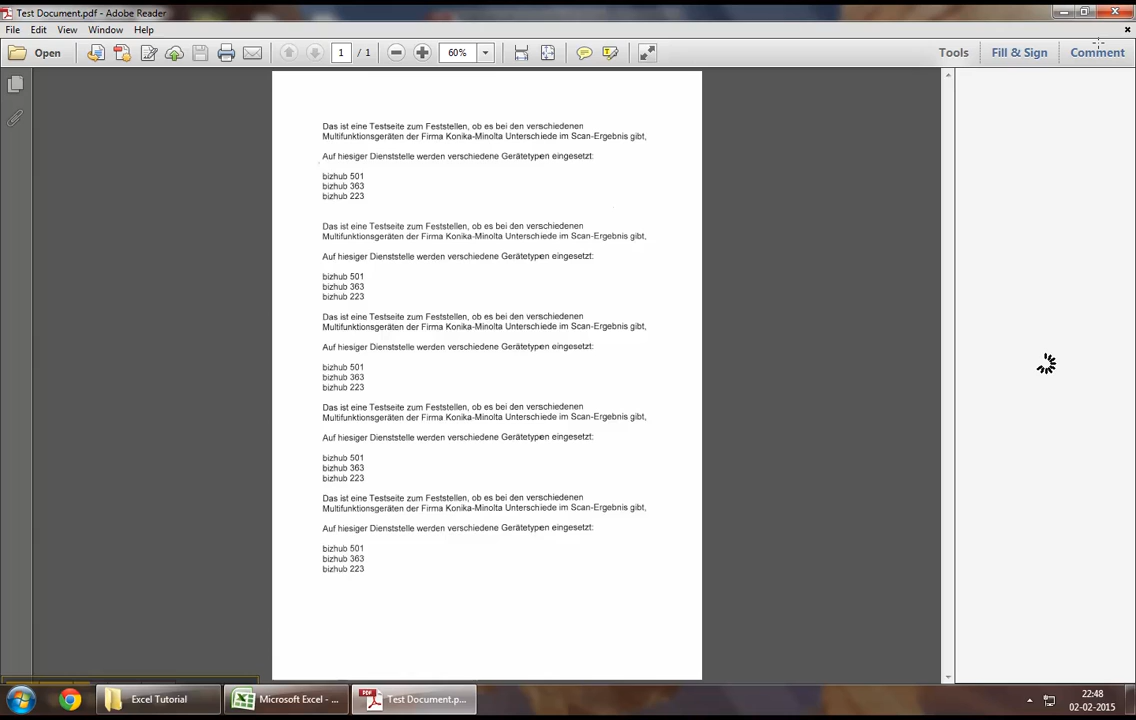 Test Document.pdf - Adobe Reader
File Edit View Window Help
Open 1 / 1 60% Tools Fill & Sign Comment
Das ist eine Testseite zum Feststellen, ob es bei den verschiedenen
Multifunktionsgeräten der Firma Konika-Minolta Unterschiede im Scan-Ergebnis gibt,
Auf hiesiger Dienststelle werden verschiedene Gerätetypen eingesetzt:
bizhub 501
bizhub 363
bizhub 223
Das ist eine Testseite zum Feststellen, ob es bei den verschiedenen
Multifunktionsgeräten der Firma Konika-Minolta Unterschiede im Scan-Ergebnis gibt,
Auf hiesiger Dienststelle werden verschiedene Gerätetypen eingesetzt:
bizhub 501
bizhub 363
bizhub 223
Das ist eine Testseite zum Feststellen, ob es bei den verschiedenen
Multifunktionsgeräten der Firma Konika-Minolta Unterschiede im Scan-Ergebnis gibt,
Auf hiesiger Dienststelle werden verschiedene Gerätetypen eingesetzt:
bizhub 501
bizhub 363
bizhub 223
Das ist eine Testseite zum Feststellen, ob es bei den verschiedenen
Multifunktionsgeräten der Firma Konika-Minolta Unterschiede im Scan-Ergebnis gibt,
Auf hiesiger Dienststelle werden verschiedene Gerätetypen eingesetzt:
bizhub 501
bizhub 363
bizhub 223
Das ist eine Testseite zum Feststellen, ob es bei den verschiedenen
Multifunktionsgeräten der Firma Konika-Minolta Unterschiede im Scan-Ergebnis gibt,
Auf hiesiger Dienststelle werden verschiedene Gerätetypen eingesetzt:
bizhub 501
bizhub 363
bizhub 223
Excel Tutorial Microsoft Excel - ... Test Document.p... 22:48
02-02-2015